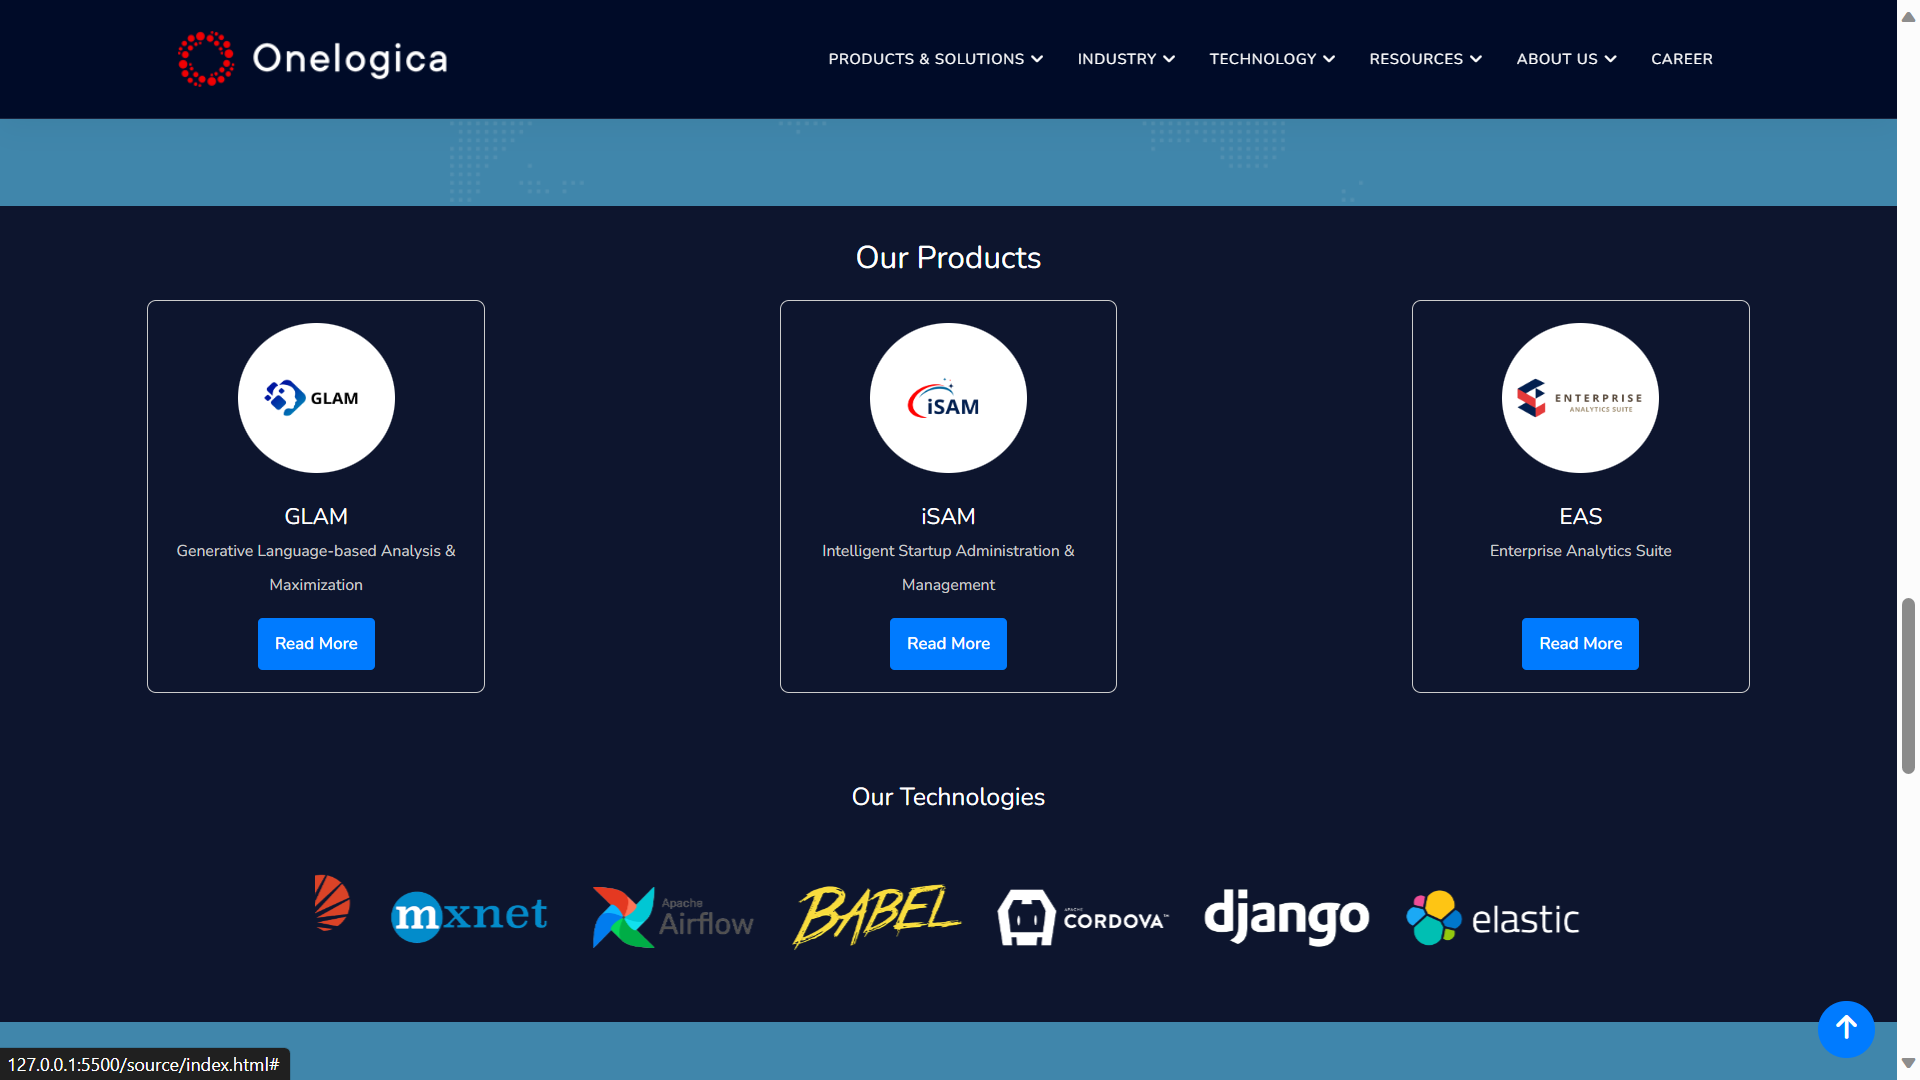 Onelogica
PRODUCTS & SOLUTIONS
INDUSTRY
TECHNOLOGY
RESOURCES
ABOUT US
CAREER
Our Products
GLAM
iSAM
ENTERPRISE
ANALYTICS SUITE
GLAM
Generative Language-based Analysis &
Maximization
Read More
iSAM
Intelligent Startup Administration &
Management
Read More
EAS
Enterprise Analytics Suite
Read More
Our Technologies
mxnet
Apache
Airflow
BABEL
APACHE
CORDOVA™
django
elastic
127.0.0.1:5500/source/index.html#